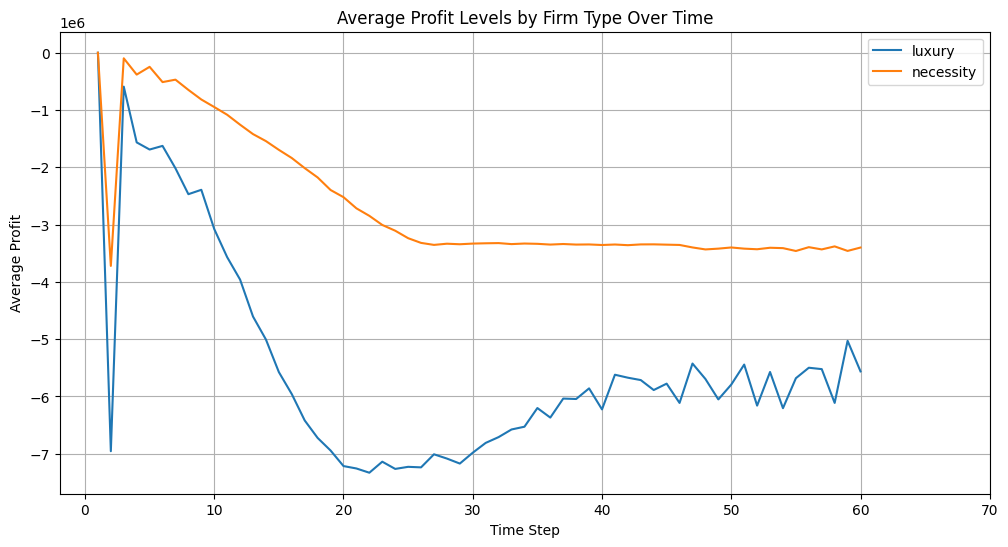 Average Profit Levels by Firm Type Over Time
1e6
luxury
necessity
0
−1
−2
−3
−4
−5
−6
−7
Average Profit
0 10 20 30 40 50 60 70
Time Step